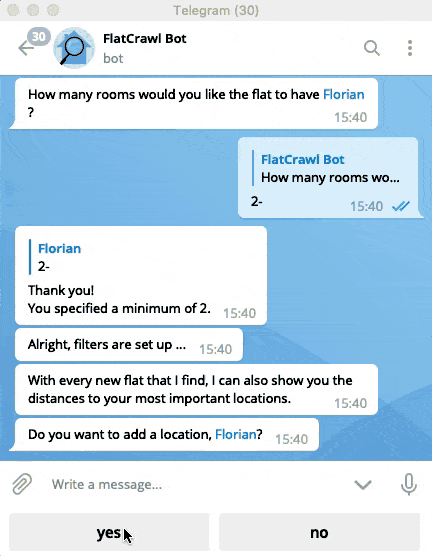 Telegram (30)
30
FlatCrawl Bot
bot
How many rooms would you like the flat to have Florian
?
15:40
FlatCrawl Bot
How many rooms wo...
2-
15:40
Florian
2-
Thank you!
You specified a minimum of 2.
15:40
Alright, filters are set up ...
15:40
With every new flat that I find, I can also show you the
distances to your most important locations.
15:40
Do you want to add a location, Florian?
15:40
Write a message...
yes
no